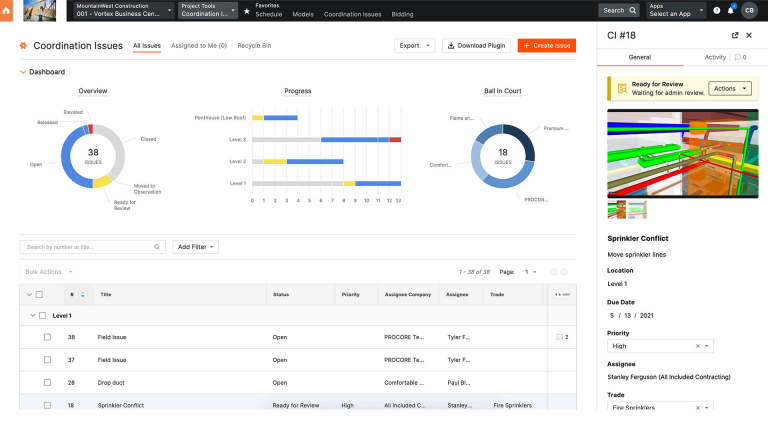 MountainWest Construction
001 - Vortex Business Cen...
Project Tools
Coordination I...
Favorites
Schedule Models Coordination Issues Bidding
Search
Apps
Select an App
CB
Coordination Issues
All Issues
Assigned to Me (0)
Recycle Bin
Export
Download Plugin
+ Create Issue
Dashboard
Overview
Elevated
Released
Closed
Open
38
ISSUES
Moved to
Observation
Ready for
Review
Progress
Penthouse (Low Roof)
Level 3
Level 2
Level 1
0 1 2 3 4 5 6 7 8 9 10 11 12 13
Ball In Court
Flame an...
Premium ...
18
ISSUES
Comfort...
PROCOR...
Search by number or title...
Add Filter
Bulk Actions
1 - 38 of 38
Page: 1
# Title Status Priority Assignee Company Assignee Trade
Level 1
38 Field Issue Open PROCORE Te... Tyler F... 2
37 Field Issue Open PROCORE Te... Tyler F...
28 Drop duct Open Comfortable ... Paul Bl...
18 Sprinkler Conflict Ready for Review High All Included C... Stanley... Fire Sprinklers
CI #18
General
Activity
0
Ready for Review
Waiting for admin review.
Actions
Sprinkler Conflict
Move sprinkler lines
Location
Level 1
Due Date
5 / 13 / 2021
Priority
High
Assignee
Stanley Ferguson (All Included Contracting)
Trade
Fire Sprinklers